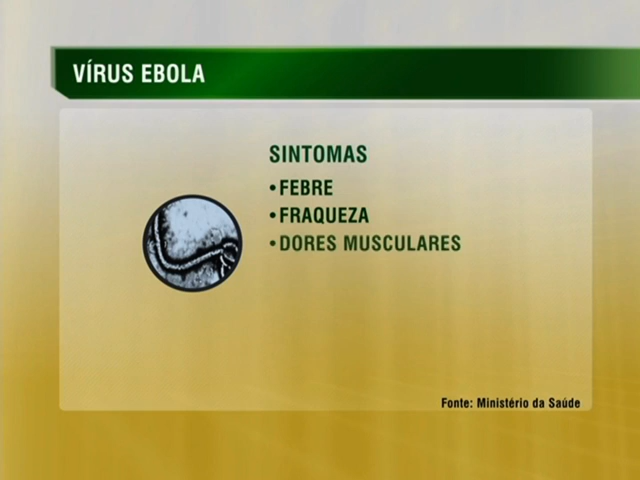 VÍRUS EBOLA
SINTOMAS
• FEBRE
• FRAQUEZA
• DORES MUSCULARES
Fonte: Ministério da Saúde